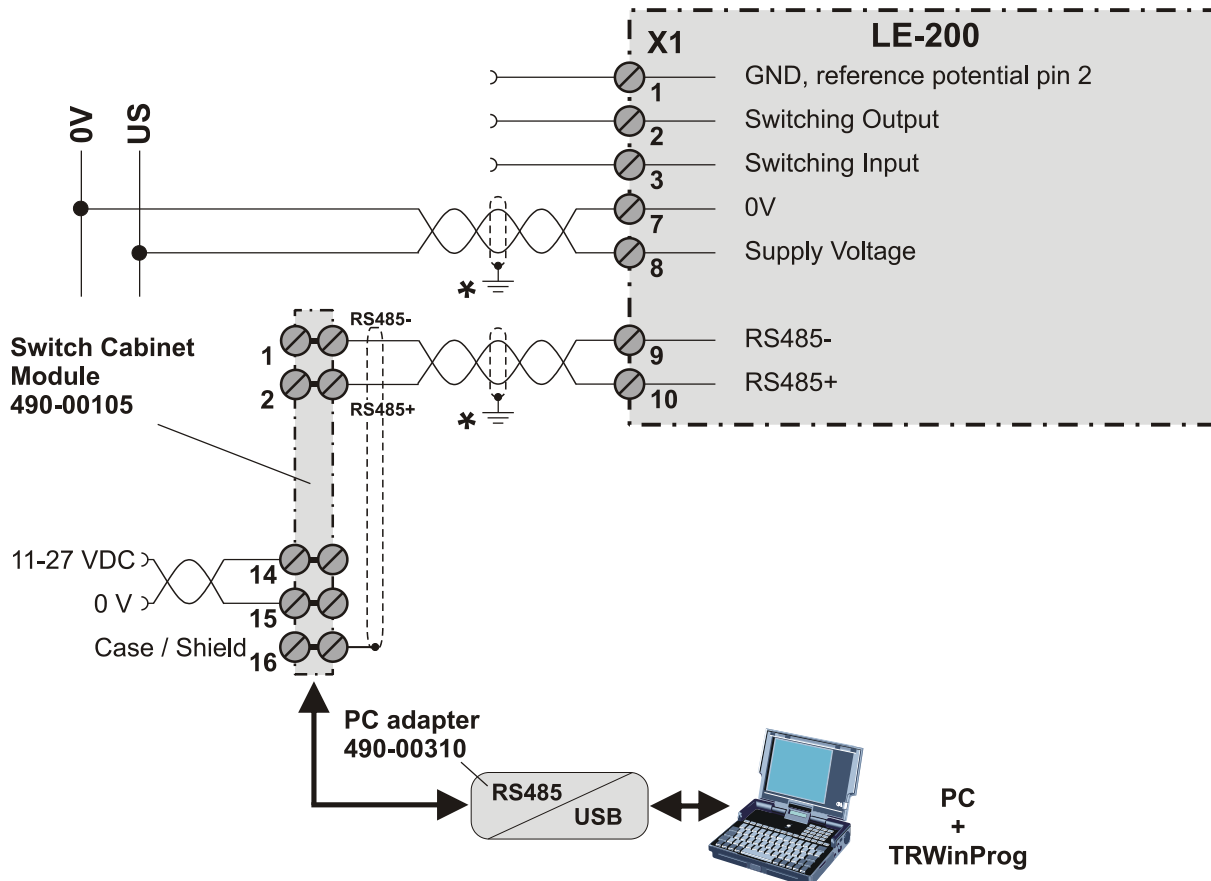 LE-200
X1
1 GND, reference potential pin 2
2 Switching Output
3 Switching Input
7 0V
8 Supply Voltage
9 RS485-
10 RS485+
0V
US
*
*
Switch Cabinet
Module
490-00105
1 RS485-
2 RS485+
11-27 VDC 14
0 V 15
Case / Shield 16
PC adapter
490-00310
RS485
USB
PC
+
TRWinProg